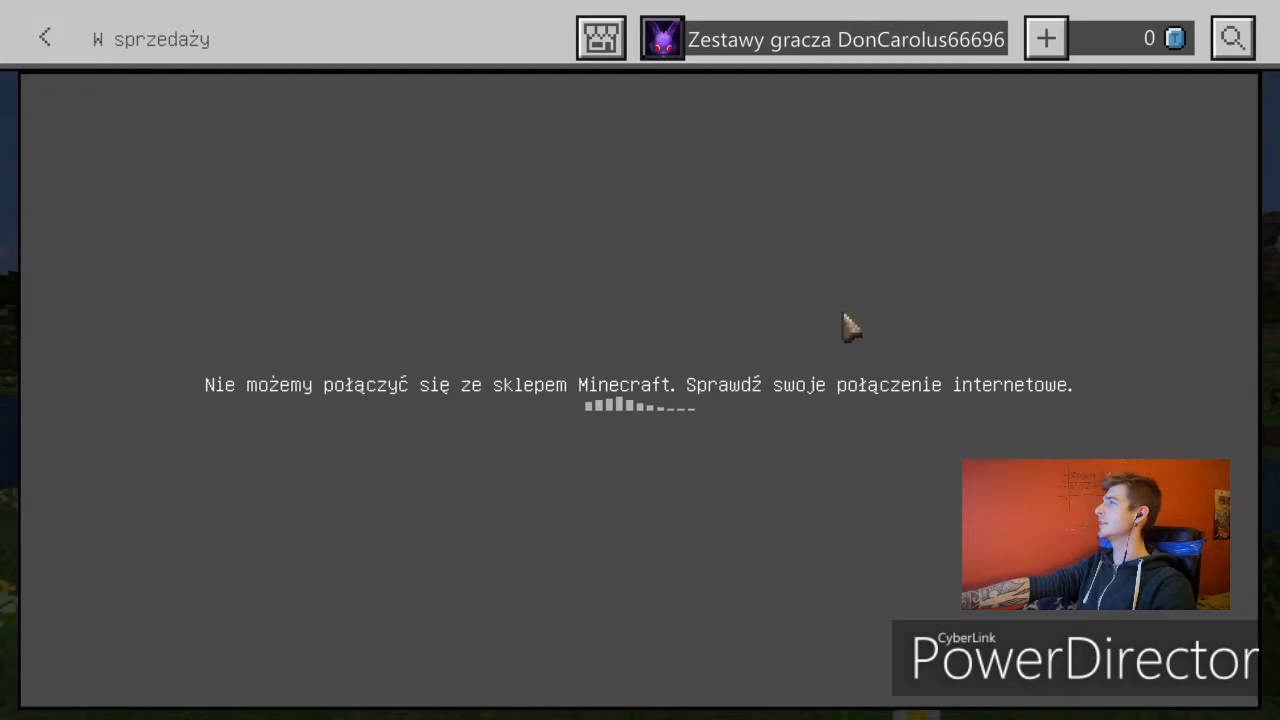 W sprzedaży
Zestawy gracza DonCarolus66696
0
Nie możemy połączyć się ze sklepem Minecraft. Sprawdź swoje połączenie internetowe.
CyberLink
PowerDirector